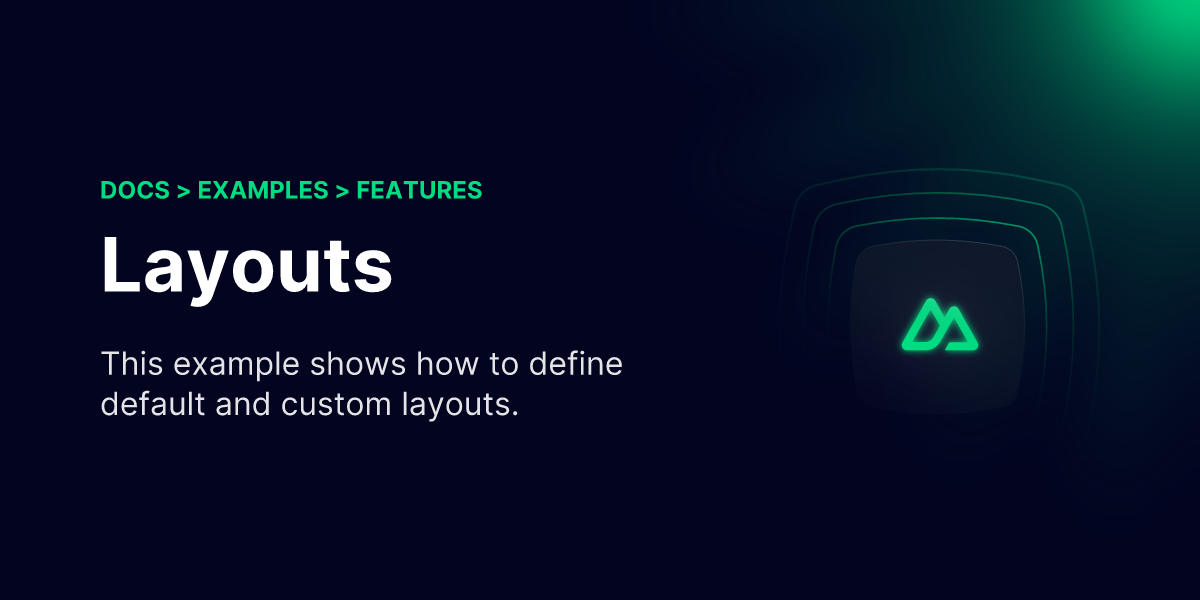 DOCS > EXAMPLES > FEATURES
Layouts
This example shows how to define
default and custom layouts.